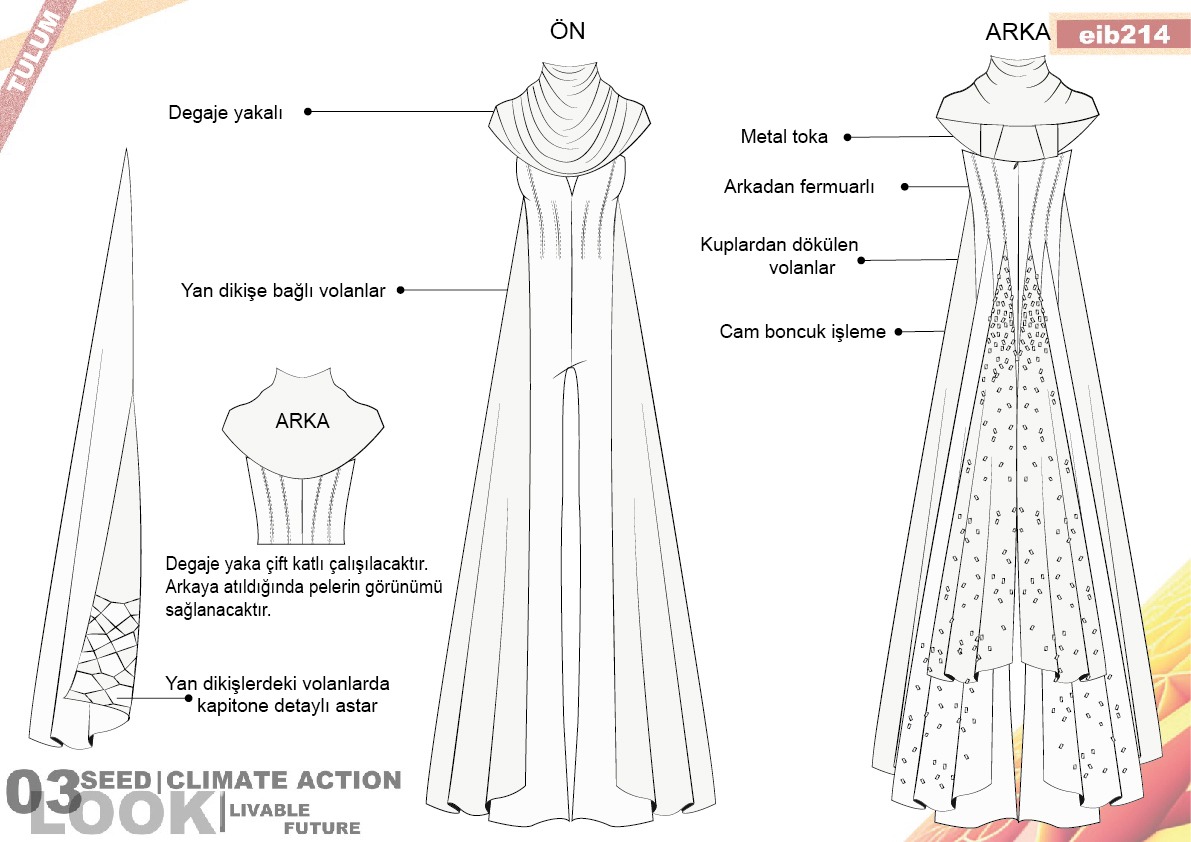 TULUM
ÖN
ARKA
eib214
Degaje yakalı
Metal toka
Arkadan fermuarlı
Kuplardan dökülen
volanlar
Yan dikişe bağlı volanlar
Cam boncuk işleme
ARKA
Degaje yaka çift katlı çalışılacaktır.
Arkaya atıldığında pelerin görünümü
sağlanacaktır.
Yan dikişlerdeki volanlarda
kapitone detaylı astar
03 SEED|CLIMATE ACTION
LOOK|LIVABLE
FUTURE